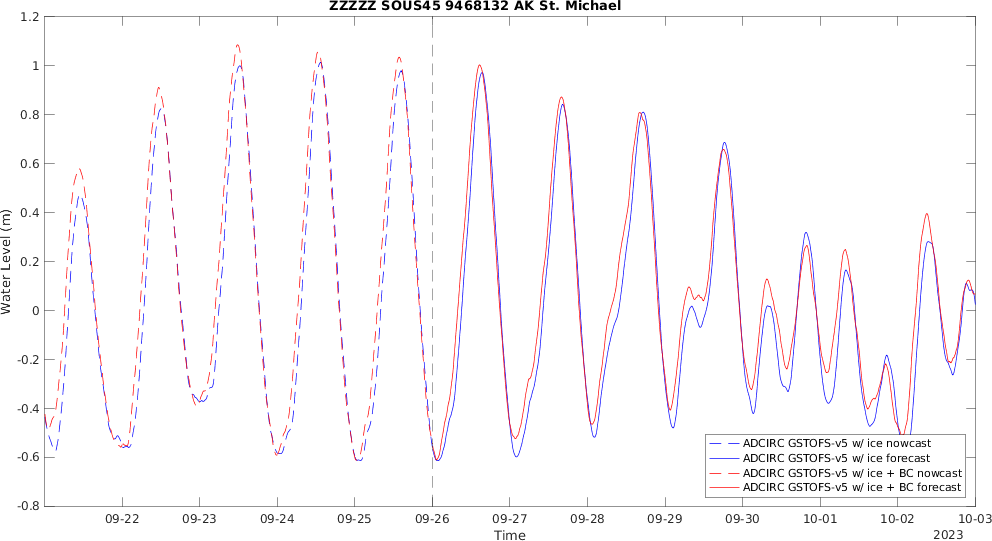 ZZZZZ SOUS45 9468132 AK St. Michael
1.2
1
0.8
0.6
0.4
0.2
0
-0.2
-0.4
-0.6
-0.8
Water Level (m)
ADCIRC GSTOFS-v5 w/ ice nowcast
ADCIRC GSTOFS-v5 w/ ice forecast
ADCIRC GSTOFS-v5 w/ ice + BC nowcast
ADCIRC GSTOFS-v5 w/ ice + BC forecast
09-22 09-23 09-24 09-25 09-26 09-27 09-28 09-29 09-30 10-01 10-02 10-03
Time
2023